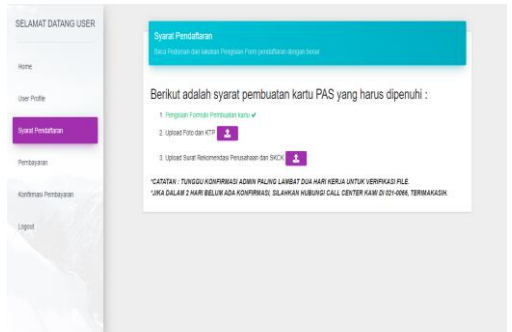 SELAMAT DATANG USER
Home
User Profile
Syarat Pendaftaran
Pembayaran
Konfirmasi Pembayaran
Logout
Syarat Pendaftaran
Baca Pedoman dan lakukan Pengisian Form pendaftaran dengan benar
Berikut adalah syarat pembuatan kartu PAS yang harus dipenuhi :
1. Pengisian Formulir Pembuatan kartu ✔
2. Upload Foto dan KTP
3. Upload Surat Rekomendasi Perusahaan dan SKCK
*CATATAN : TUNGGU KONFIRMASI ADMIN PALING LAMBAT DUA HARI KERJA UNTUK VERIFIKASI FILE.
*JIKA DALAM 2 HARI BELUM ADA KONFIRMASI, SILAHKAN HUBUNGI CALL CENTER KAMI DI 021-0066, TERIMAKASIH.